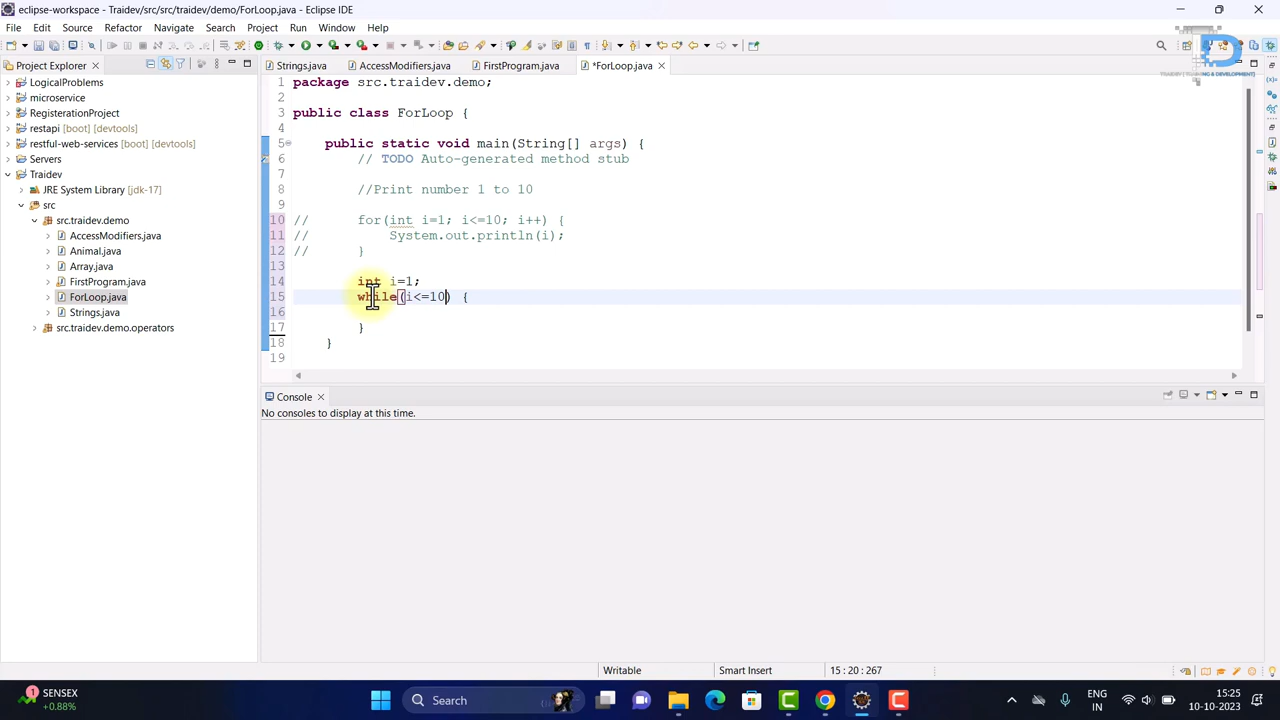 eclipse-workspace - Traidev/src/src/traidev/demo/ForLoop.java - Eclipse IDE
File Edit Source Refactor Navigate Search Project Run Window Help
TRAIDEV | TRAINING & DEVELOPMENT
Project Explorer
Strings.java AccessModifiers.java FirstProgram.java *ForLoop.java
LogicalProblems
microservice
RegisterationProject
restapi [boot] [devtools]
restful-web-services [boot] [devtools]
Servers
Traidev
JRE System Library [jdk-17]
src
src.traidev.demo
AccessModifiers.java
Animal.java
Array.java
FirstProgram.java
ForLoop.java
Strings.java
src.traidev.demo.operators
1 package src.traidev.demo;
2
3 public class ForLoop {
4
5 public static void main(String[] args) {
6 // TODO Auto-generated method stub
7
8 //Print number 1 to 10
9
10 // for(int i=1; i<=10; i++) {
11 // System.out.println(i);
12 // }
13
14 int i=1;
15 while(i<=10) {
16
17 }
18 }
19
Console
No consoles to display at this time.
Writable Smart Insert 15 : 20 : 267
1 SENSEX
+0.88%
Search
ENG
IN
15:25
10-10-2023